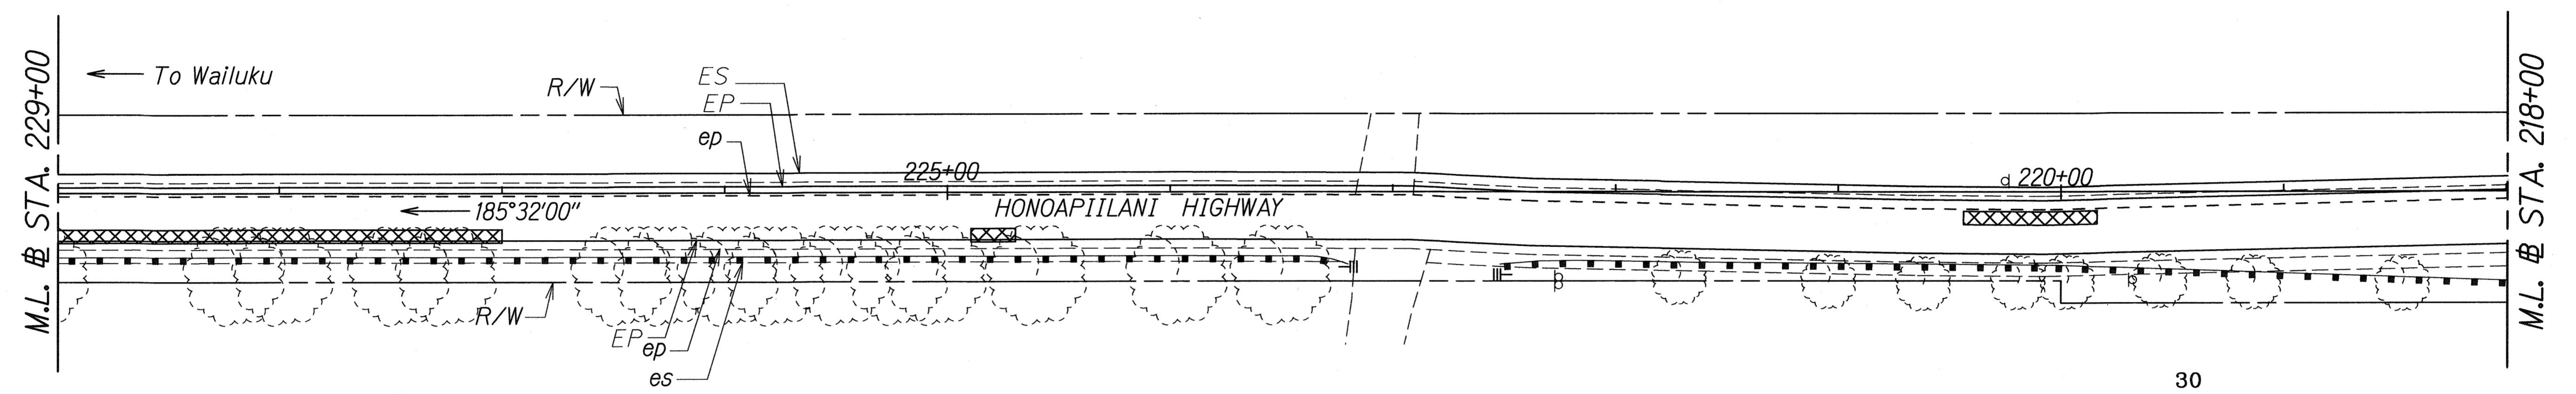 M.L. ⅊ STA. 229+00
To Wailuku
R/W
ES
EP
ep
225+00
185°32'00"
HONOAPIILANI HIGHWAY
220+00
R/W
EP
ep
es
M.L. ⅊ STA. 218+00
30